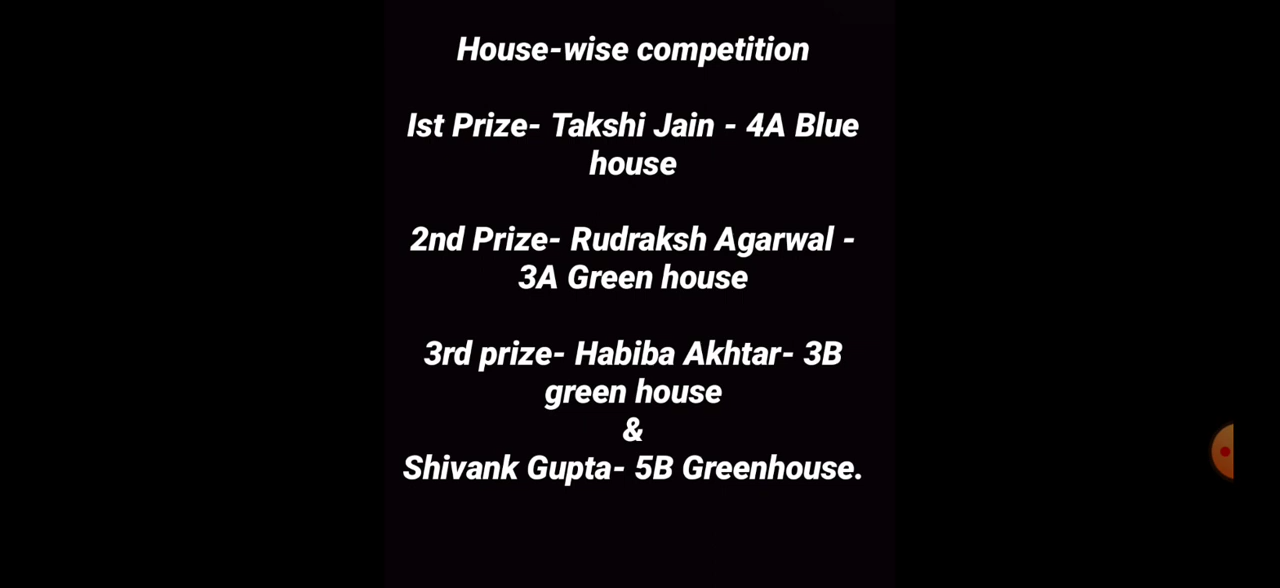 House-wise competition
Ist Prize- Takshi Jain - 4A Blue
house
2nd Prize- Rudraksh Agarwal -
3A Green house
3rd prize- Habiba Akhtar- 3B
green house
&
Shivank Gupta- 5B Greenhouse.